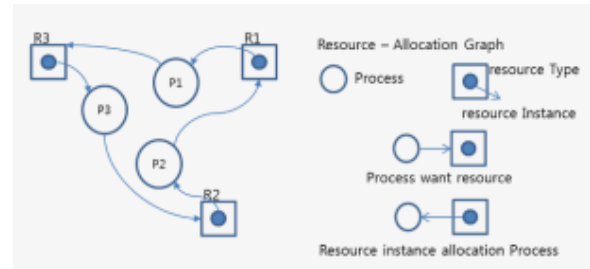 R3
R1
P1
P3
P2
R2
Resource – Allocation Graph
Process
resource Type
resource Instance
Process want resource
Resource instance allocation Process